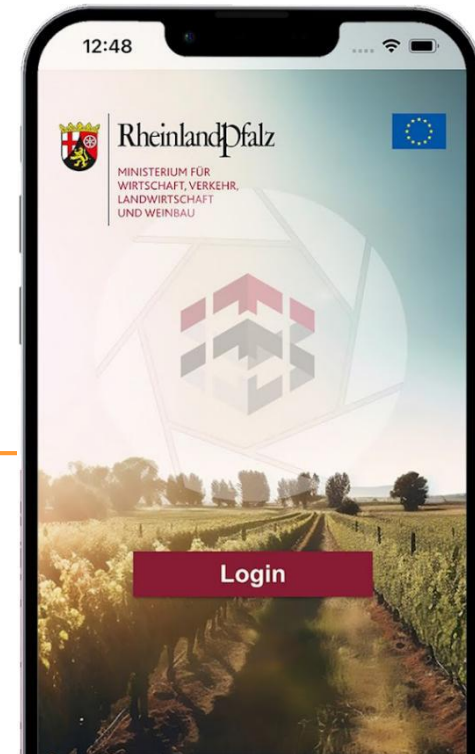 12:48
RheinlandPfalz
MINISTERIUM FÜR
WIRTSCHAFT, VERKEHR,
LANDWIRTSCHAFT
UND WEINBAU
Login